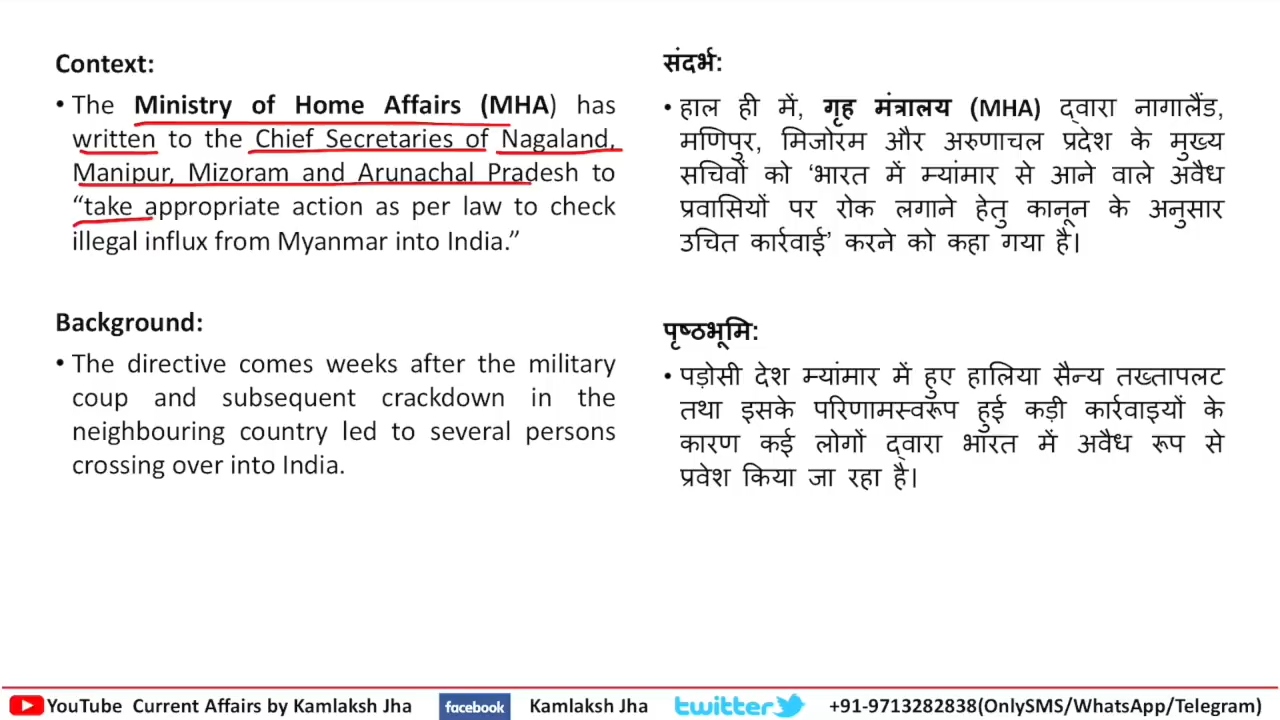 Context:
• The Ministry of Home Affairs (MHA) has
written to the Chief Secretaries of Nagaland,
Manipur, Mizoram and Arunachal Pradesh to
“take appropriate action as per law to check
illegal influx from Myanmar into India.”
Background:
• The directive comes weeks after the military
coup and subsequent crackdown in the
neighbouring country led to several persons
crossing over into India.
संदर्भ:
• हाल ही में, गृह मंत्रालय (MHA) द्वारा नागालैंड,
मणिपुर, मिजोरम और अरुणाचल प्रदेश के मुख्य
सचिवों को ‘भारत में म्यांमार से आने वाले अवैध
प्रवासियों पर रोक लगाने हेतु कानून के अनुसार
उचित कार्रवाई’ करने को कहा गया है।
पृष्ठभूमि:
• पड़ोसी देश म्यांमार में हुए हालिया सैन्य तख्तापलट
तथा इसके परिणामस्वरूप हुई कड़ी कार्रवाइयों के
कारण कई लोगों द्वारा भारत में अवैध रूप से
प्रवेश किया जा रहा है।
YouTube Current Affairs by Kamlaksh Jha facebook Kamlaksh Jha twitter +91-9713282838(OnlySMS/WhatsApp/Telegram)